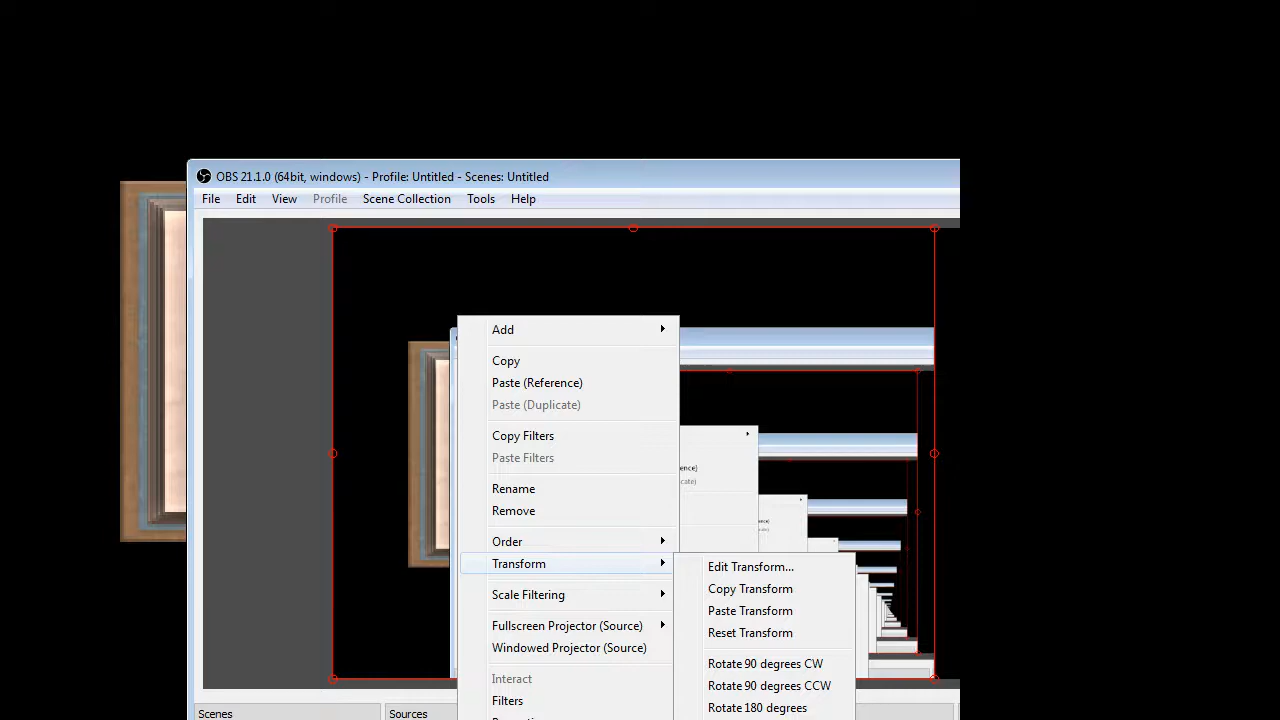 OBS 21.1.0 (64bit, windows) - Profile: Untitled - Scenes: Untitled
File Edit View Profile Scene Collection Tools Help
Add
Copy
Paste (Reference)
Paste (Duplicate)
Copy Filters
Paste Filters
Rename
Remove
Order
Transform
Scale Filtering
Fullscreen Projector (Source)
Windowed Projector (Source)
Interact
Filters
Edit Transform...
Copy Transform
Paste Transform
Reset Transform
Rotate 90 degrees CW
Rotate 90 degrees CCW
Rotate 180 degrees
Scenes
Sources